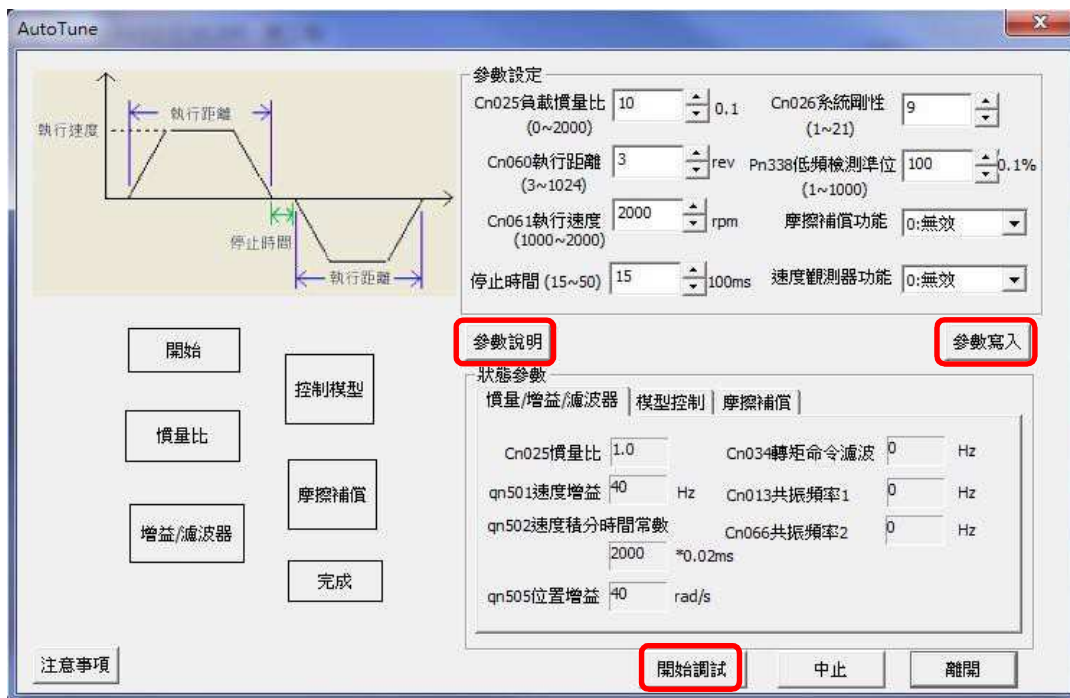 AutoTune
執行距離
執行速度
停止時間
執行距離
參數設定
Cn025負載慣量比 10 0.1 Cn026系統剛性 9
(0~2000) (1~21)
Cn060執行距離 3 rev Pn338低頻檢測準位 100 0.1%
(3~1024) (1~1000)
Cn061執行速度 2000 rpm 摩擦補償功能 0:無效
(1000~2000)
停止時間 (15~50) 15 100ms 速度觀測器功能 0:無效
參數說明 參數寫入
開始
控制模型
慣量比
摩擦補償
增益/濾波器
完成
狀態參數
慣量/增益/濾波器 模型控制 摩擦補償
Cn025慣量比 1.0 Cn034轉矩命令濾波 0 Hz
qn501速度增益 40 Hz Cn013共振頻率1 0 Hz
qn502速度積分時間常數 Cn066共振頻率2 0 Hz
2000 *0.02ms
qn505位置增益 40 rad/s
注意事項 開始調試 中止 離開